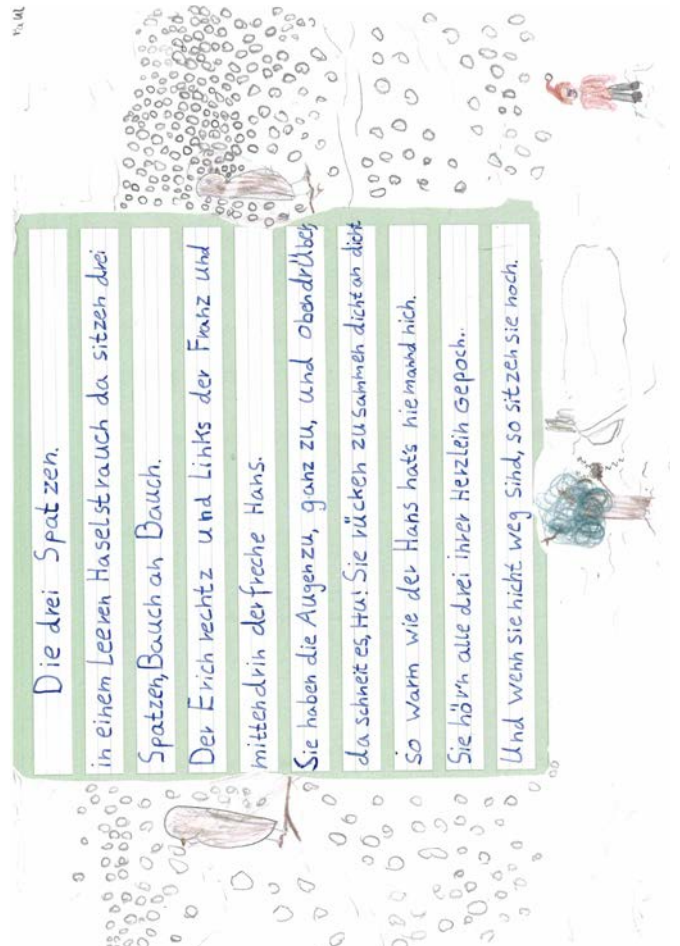 Die drei Spatzen.
in einem Leeren Haselstrauch da sitzen drei
Spatzen, Bauch an Bauch.
Der Erich rechtz und Links der Franz und
mittendrin der freche Hans.
Sie haben die Augen zu, ganz zu, und obendrüber
da schneit es, Hu! Sie rücken zusammen dicht an dicht
so warm wie der Hans hat's niemand nich.
Sie hör'n alle drei ihrer Herzlein Gepoch.
Und wenn sie nicht weg sind, so sitzen sie noch.